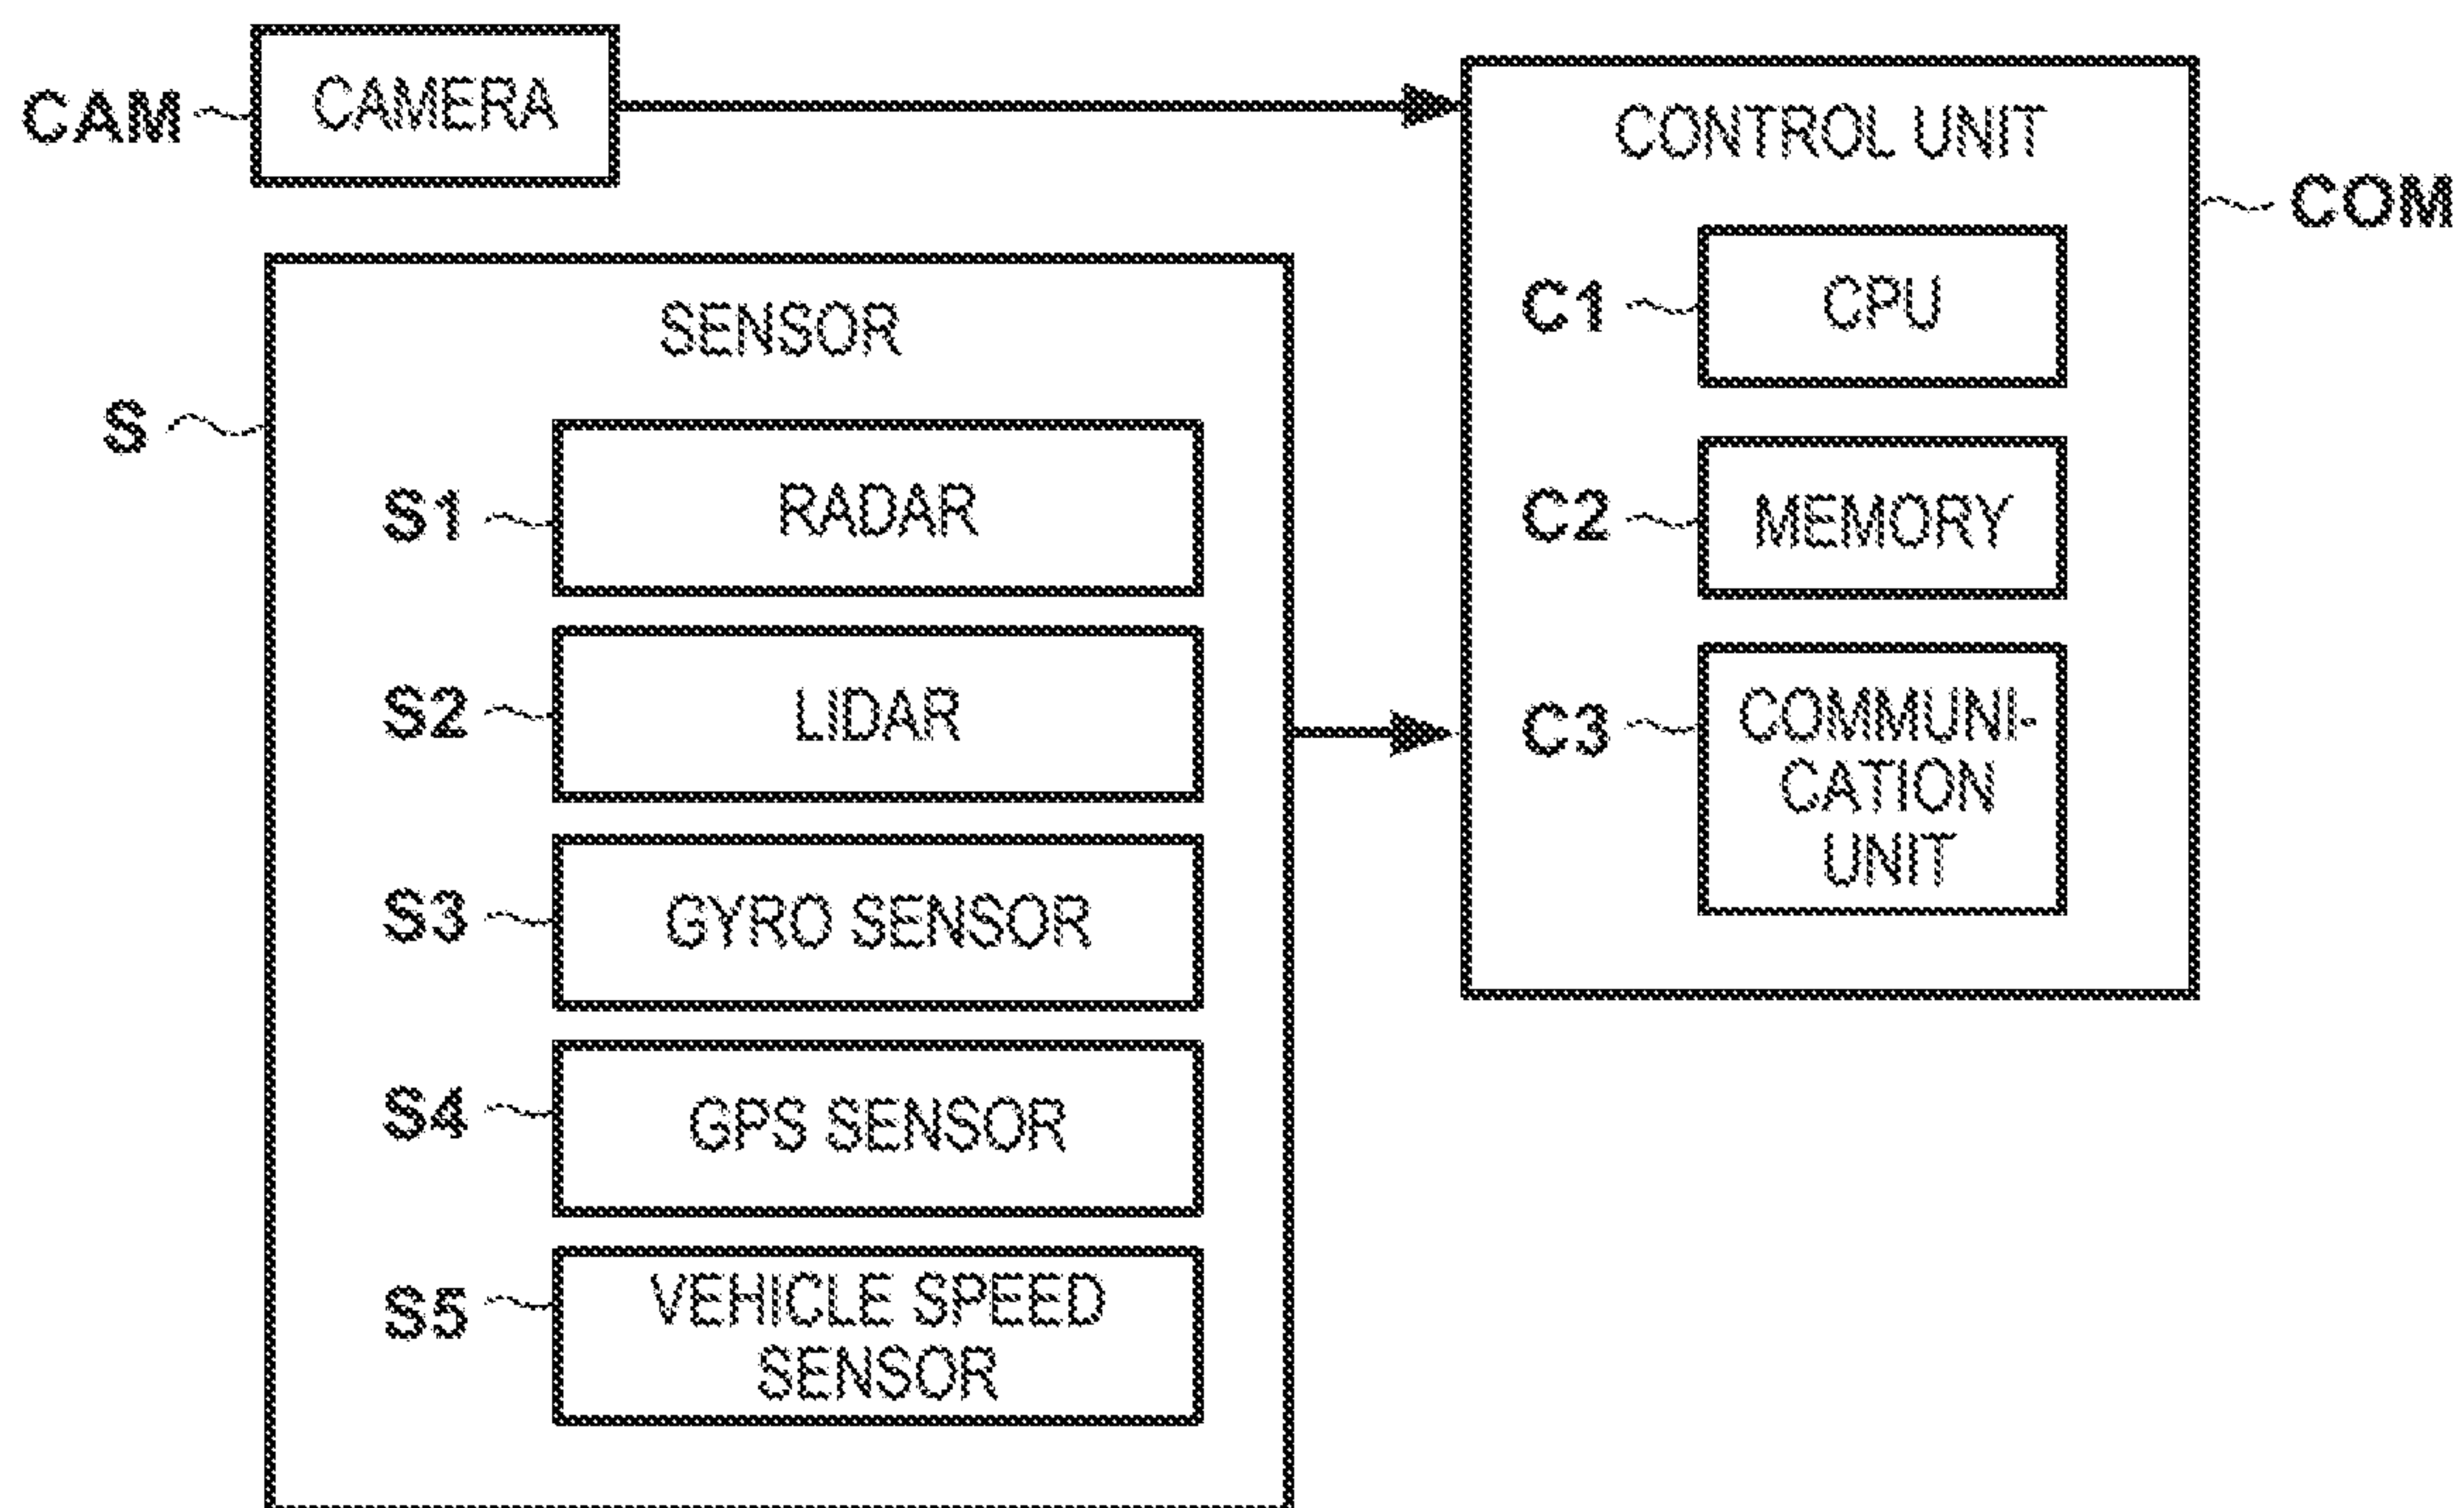 CAM
CAMERA
CONTROL UNIT
COM
C1
CPU
C2
MEMORY
C3
COMMUNI-
CATION
UNIT
SENSOR
S
S1
RADAR
S2
LIDAR
S3
GYRO SENSOR
S4
GPS SENSOR
S5
VEHICLE SPEED
SENSOR